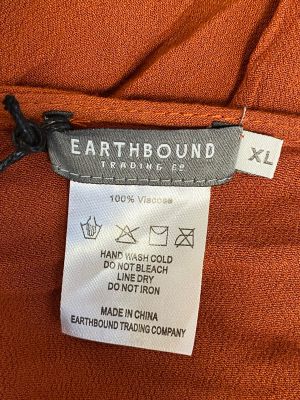 EARTHBOUND
TRADING CO
XL
100% Viscose
HAND WASH COLD
DO NOT BLEACH
LINE DRY
DO NOT IRON
MADE IN CHINA
EARTHBOUND TRADING COMPANY